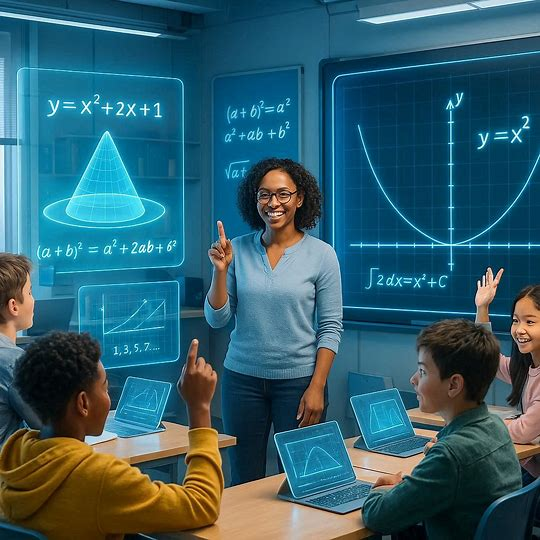 y=x²+2x+1
(a+b)² = a²+2ab+6²
1, 3, 5, 7....
(a+b)²=a²
a²+ab+b²
y
y=x²
∫2dx=x²+C